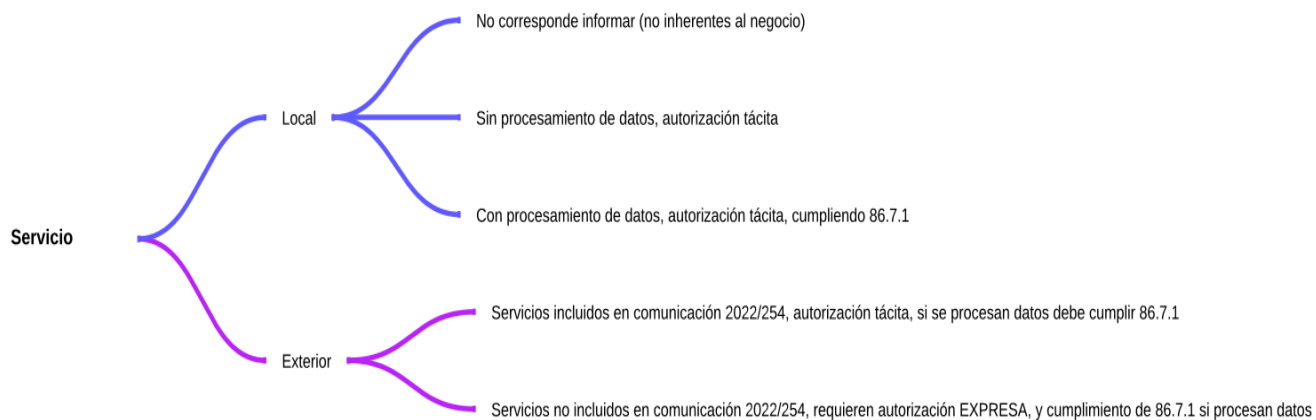 Servicio
Local
No corresponde informar (no inherentes al negocio)
Sin procesamiento de datos, autorización tácita
Con procesamiento de datos, autorización tácita, cumpliendo 86.7.1
Exterior
Servicios incluidos en comunicación 2022/254, autorización tácita, si se procesan datos debe cumplir 86.7.1
Servicios no incluidos en comunicación 2022/254, requieren autorización EXPRESA, y cumplimiento de 86.7.1 si procesan datos